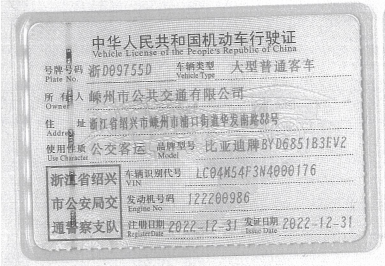 中华人民共和国机动车行驶证
Vehicle License of the People's Republic of China
号牌号码 浙D09755D 车辆类型 大型普通客车
Plate No. Vehicle Type
所有人 嵊州市公共交通有限公司
Owner
住址 浙江省绍兴市嵊州市浦口街道华发南路88号
Address
使用性质 公交客运 品牌型号 比亚迪牌BYD6851B3EV2
Use Character Model
浙江省绍兴 车辆识别代号 LC04M54F3N4000176
VIN
市公安局交 发动机号码 122200986
Engine No.
通警察支队 注册日期 2022-12-31 发证日期 2022-12-31
Register Date Issue Date